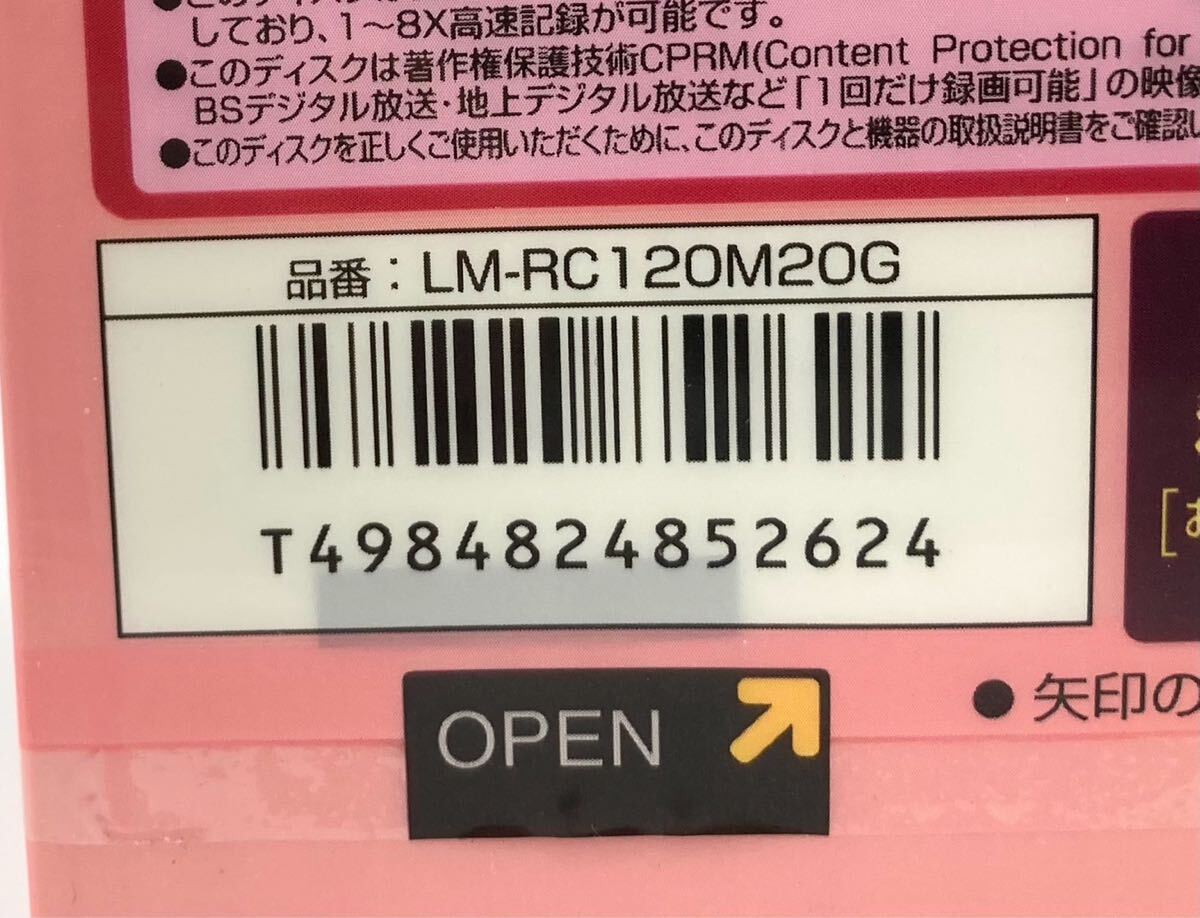 しており、1～8X高速記録が可能です。
●このディスクは著作権保護技術CPRM(Content Protection for
BSデジタル放送・地上デジタル放送など「1回だけ録画可能」の映像
●このディスクを正しくご使用いただくために、このディスクと機器の取扱説明書をご確認
品番：LM-RC120M20G
T4984824852624
[お
OPEN
● 矢印の